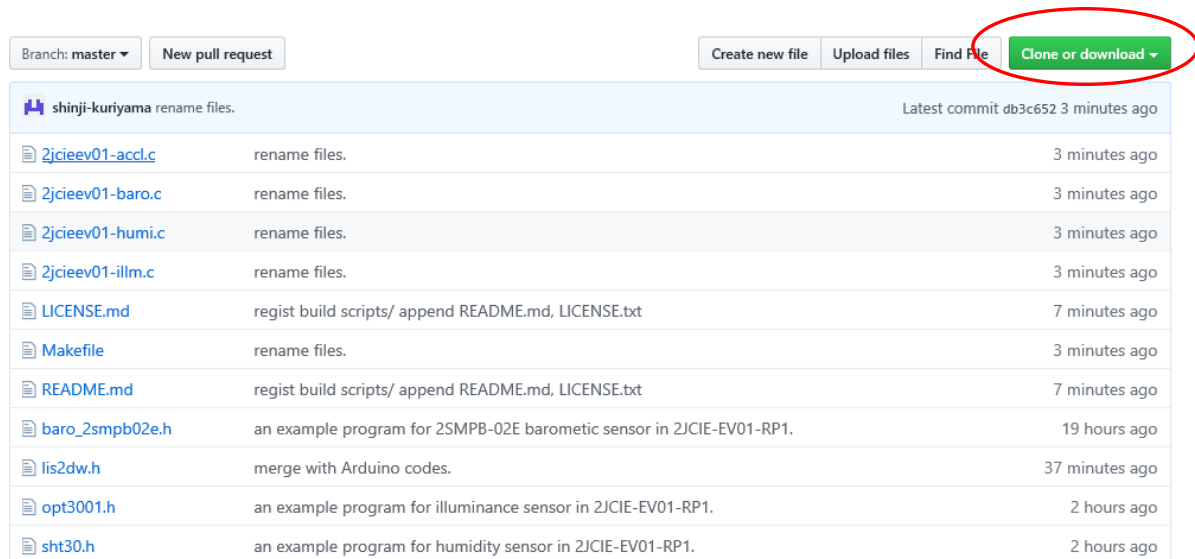 Branch: master New pull request Create new file Upload files Find File Clone or download
shinji-kuriyama rename files. Latest commit db3c652 3 minutes ago
2jcieev01-accl.c rename files. 3 minutes ago
2jcieev01-baro.c rename files. 3 minutes ago
2jcieev01-humi.c rename files. 3 minutes ago
2jcieev01-illm.c rename files. 3 minutes ago
LICENSE.md regist build scripts/ append README.md, LICENSE.txt 7 minutes ago
Makefile rename files. 3 minutes ago
README.md regist build scripts/ append README.md, LICENSE.txt 7 minutes ago
baro_2smpb02e.h an example program for 2SMPB-02E barometic sensor in 2JCIE-EV01-RP1. 19 hours ago
lis2dw.h merge with Arduino codes. 37 minutes ago
opt3001.h an example program for illuminance sensor in 2JCIE-EV01-RP1. 2 hours ago
sht30.h an example program for humidity sensor in 2JCIE-EV01-RP1. 2 hours ago